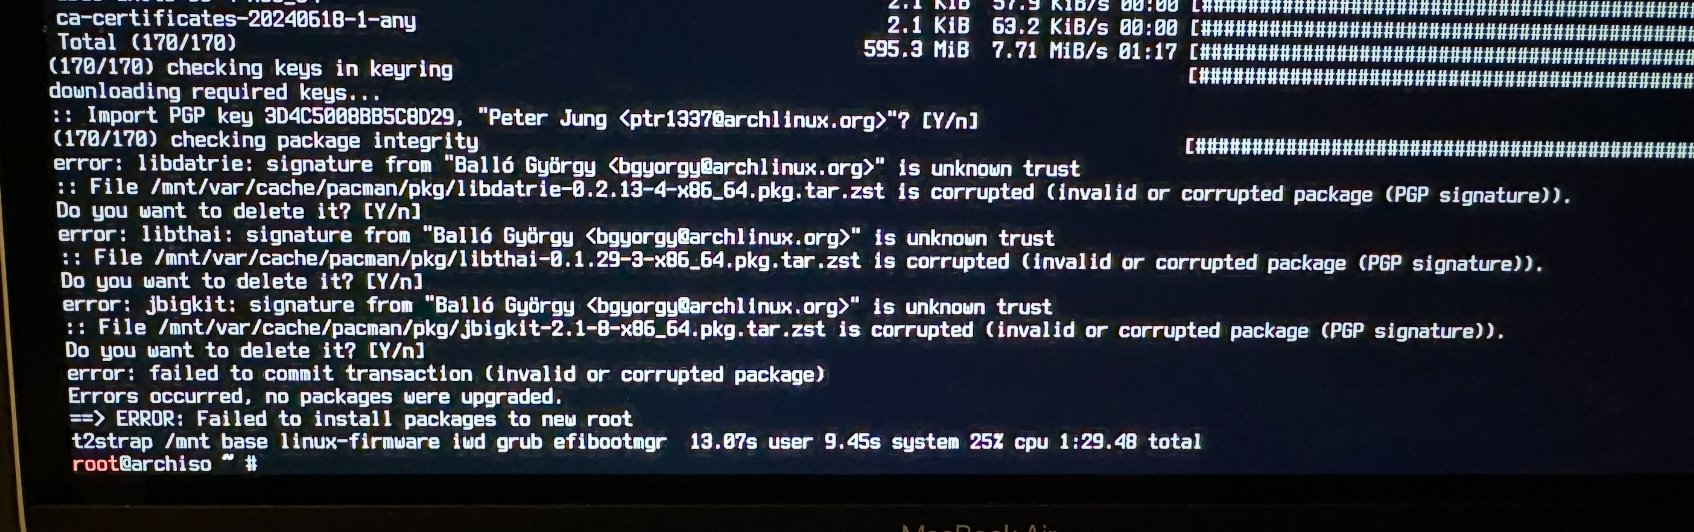 2.1 KiB 57.9 KiB/s 00:00 [####################################
ca-certificates-20240618-1-any 2.1 KiB 63.2 KiB/s 00:00 [####################################
Total (170/170) 595.3 MiB 7.71 MiB/s 01:17 [####################################
(170/170) checking keys in keyring [####################################
downloading required keys...
:: Import PGP key 3D4C5008BB5C8D29, "Peter Jung <ptr1337@archlinux.org>"? [Y/n]
(170/170) checking package integrity [####################################
error: libdatrie: signature from "Balló György <bgyorgy@archlinux.org>" is unknown trust
:: File /mnt/var/cache/pacman/pkg/libdatrie-0.2.13-4-x86_64.pkg.tar.zst is corrupted (invalid or corrupted package (PGP signature)).
Do you want to delete it? [Y/n]
error: libthai: signature from "Balló György <bgyorgy@archlinux.org>" is unknown trust
:: File /mnt/var/cache/pacman/pkg/libthai-0.1.29-3-x86_64.pkg.tar.zst is corrupted (invalid or corrupted package (PGP signature)).
Do you want to delete it? [Y/n]
error: jbigkit: signature from "Balló György <bgyorgy@archlinux.org>" is unknown trust
:: File /mnt/var/cache/pacman/pkg/jbigkit-2.1-8-x86_64.pkg.tar.zst is corrupted (invalid or corrupted package (PGP signature)).
Do you want to delete it? [Y/n]
error: failed to commit transaction (invalid or corrupted package)
Errors occurred, no packages were upgraded.
==> ERROR: Failed to install packages to new root
t2strap /mnt base linux-firmware iwd grub efibootmgr 13.07s user 9.45s system 25% cpu 1:29.48 total
root@archiso ~ #
MacBook Air